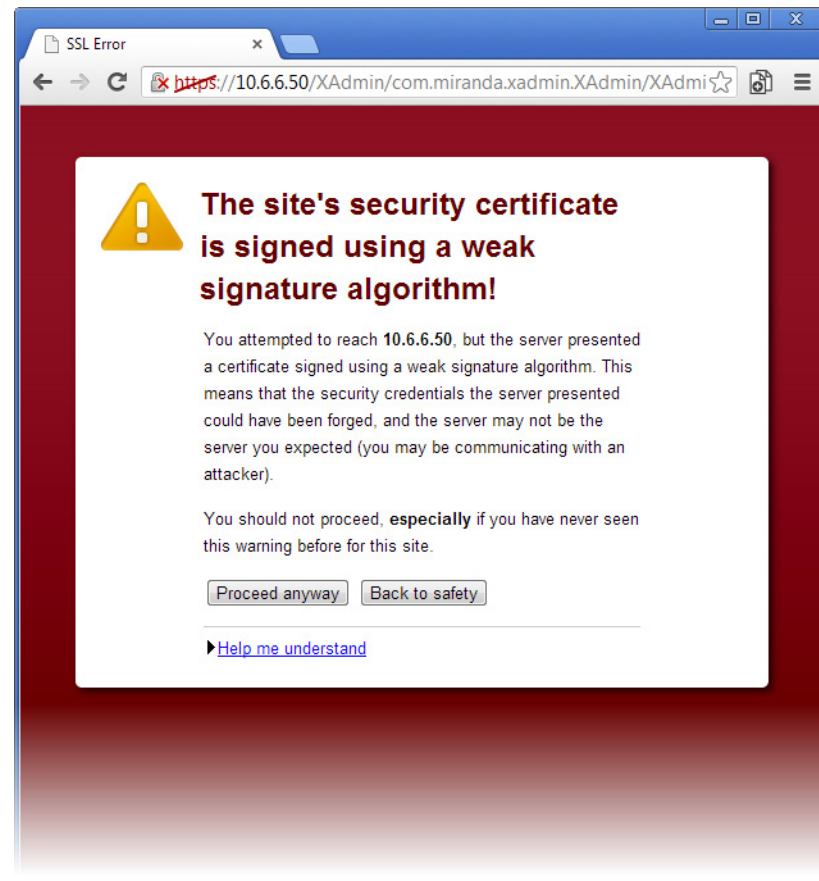 SSL Error
https://10.6.6.50/XAdmin/com.miranda.xadmin.XAdmin/XAdmi
The site's security certificate
is signed using a weak
signature algorithm!
You attempted to reach 10.6.6.50, but the server presented
a certificate signed using a weak signature algorithm. This
means that the security credentials the server presented
could have been forged, and the server may not be the
server you expected (you may be communicating with an
attacker).
You should not proceed, especially if you have never seen
this warning before for this site.
Proceed anyway Back to safety
Help me understand